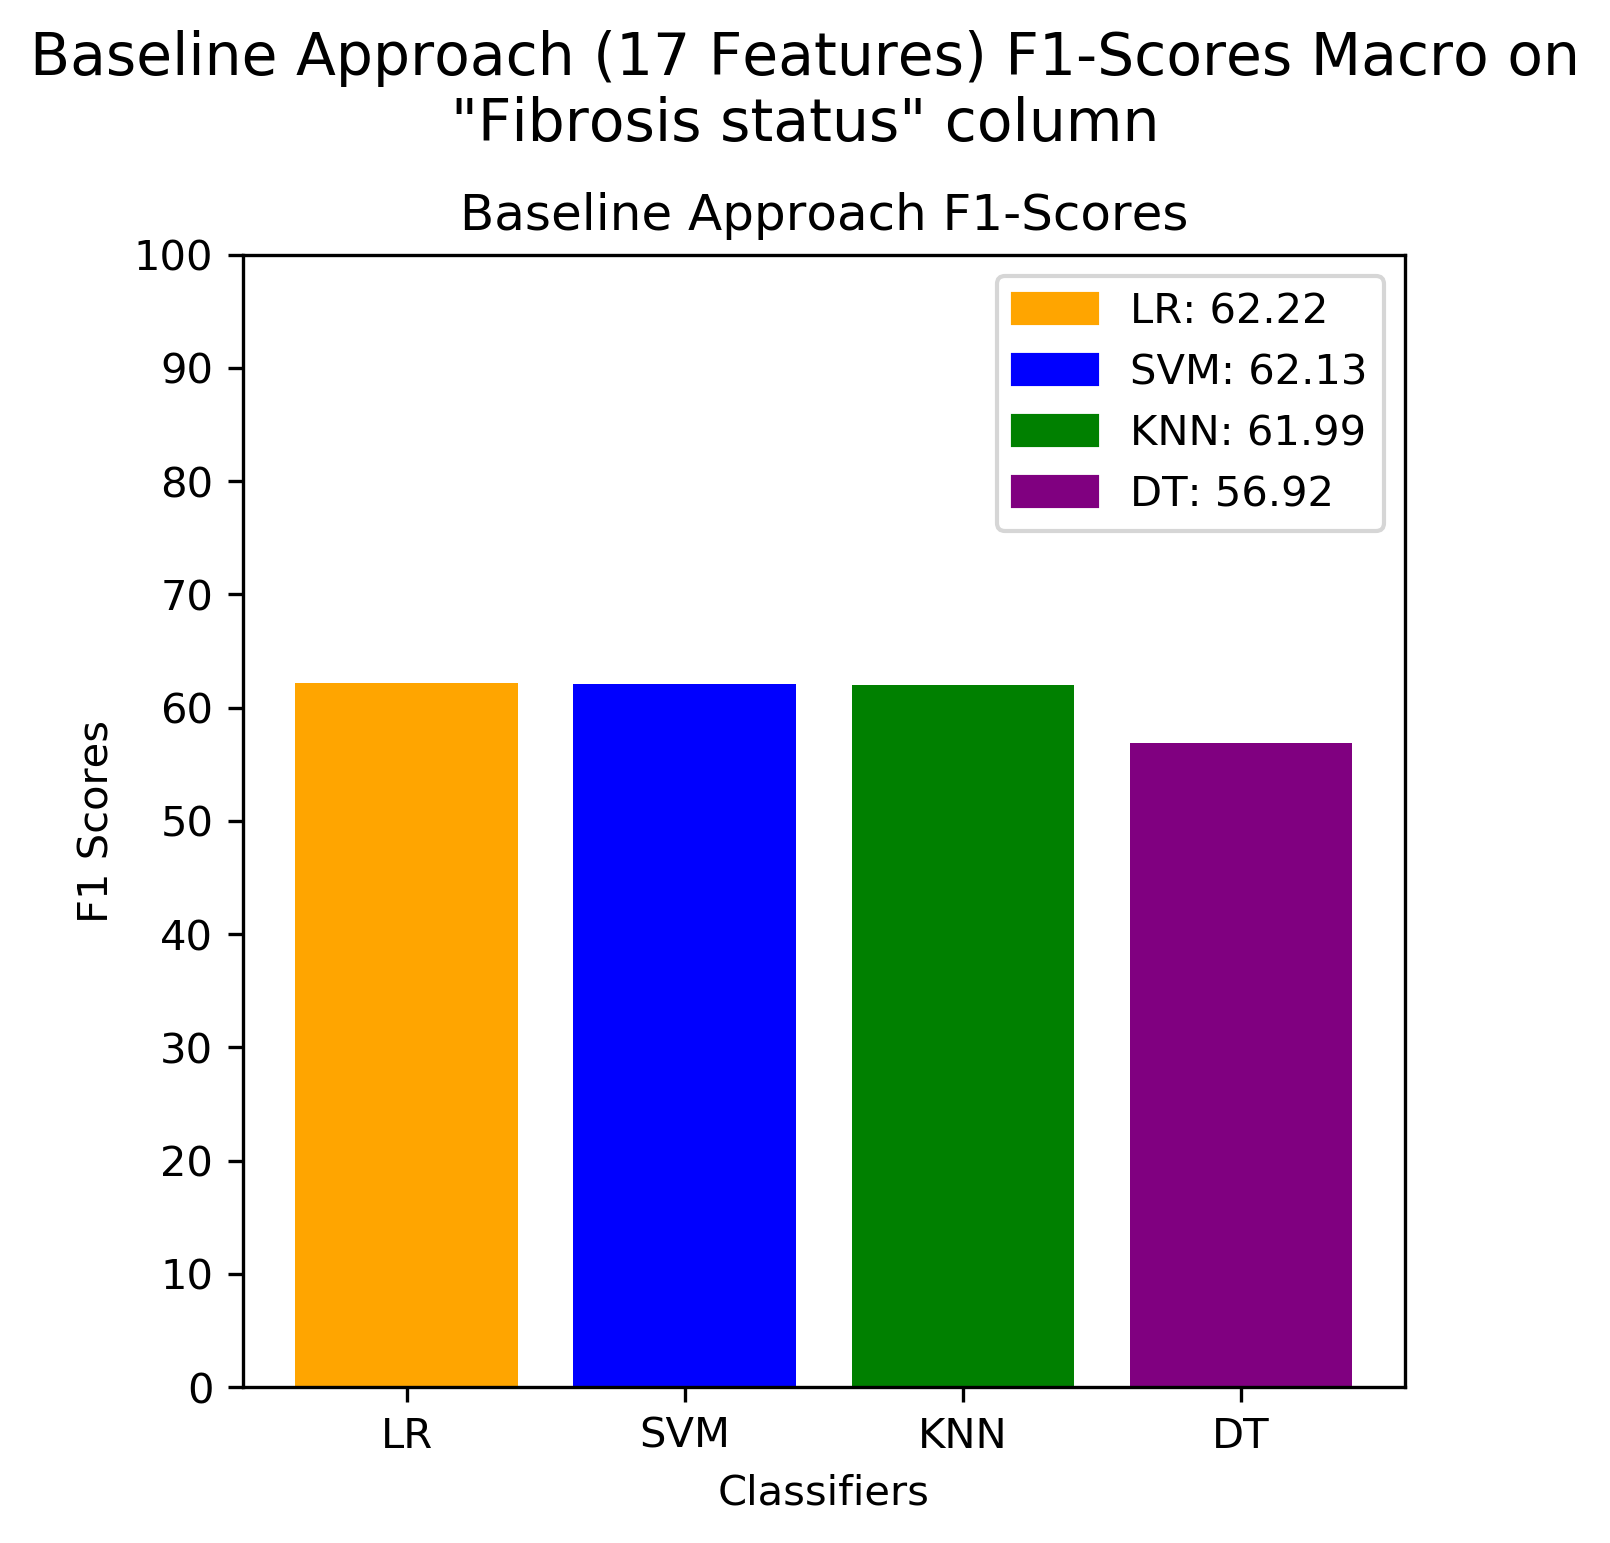 Baseline Approach (17 Features) F1-Scores Macro on
"Fibrosis status" column
Baseline Approach F1-Scores
100
90
80
70
60
50
40
30
20
10
0
F1 Scores
LR: 62.22
SVM: 62.13
KNN: 61.99
DT: 56.92
LR
SVM
KNN
DT
Classifiers